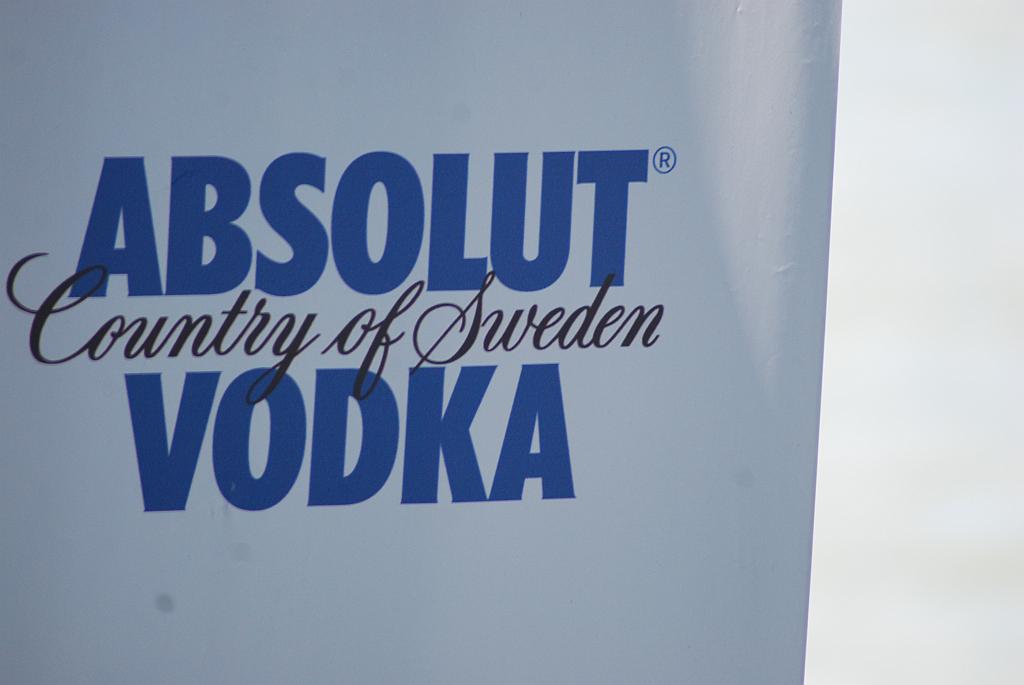 ABSOLUT®
Country of Sweden
VODKA